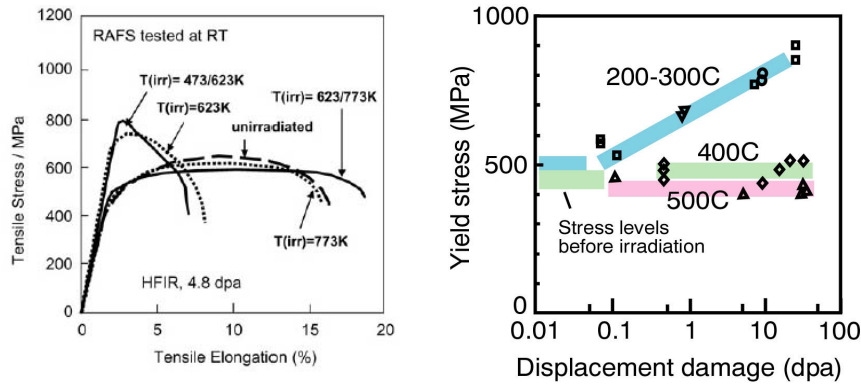 1200
1000
800
600
400
200
0
Tensile Stress / MPa
RAFS tested at RT
T(irr)= 473/623K
T(irr)=623K
T(irr)= 623/773K
unirradiated
T(irr)=773K
HFIR, 4.8 dpa
0 5 10 15 20
Tensile Elongation (%)
1000
500
0
Yield stress (MPa)
200-300C
400C
500C
Stress levels
before irradiation
0.01 0.1 1 10 100
Displacement damage (dpa)